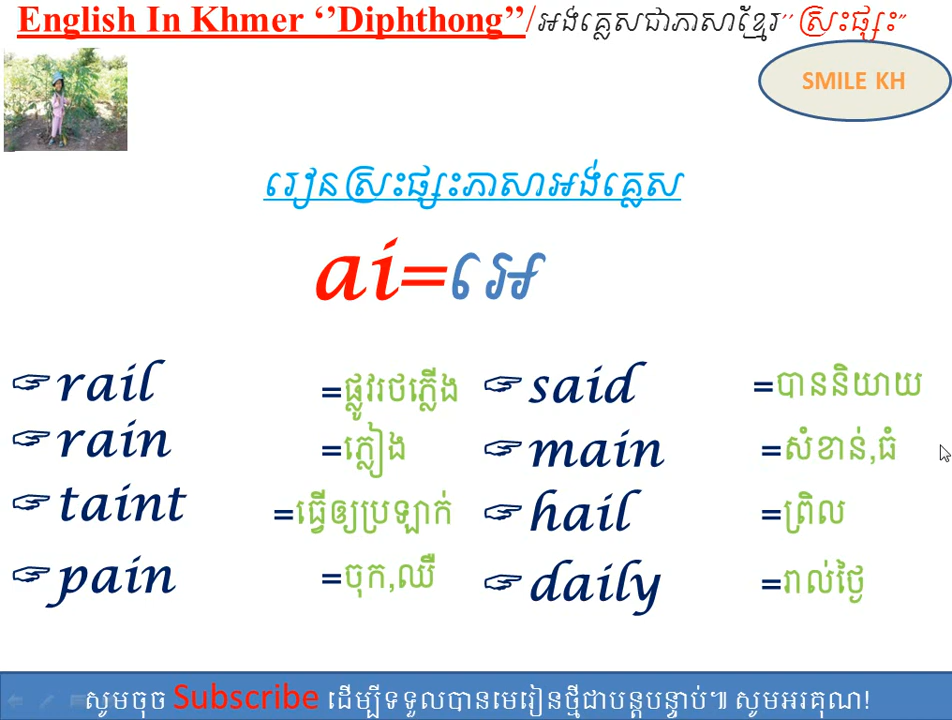 English In Khmer ‘’Diphthong’’/អង់គ្លេសជាភាសាខ្មែរ‘‘ ស្រះផ្សះ’’
SMILE KH
រៀនស្រះផ្សះភាសាអង់គ្លេស
ai=អេ
☞rail =ផ្លូវរថភ្លើង ☞said =បាននិយាយ
☞rain =ភ្លៀង ☞main =សំខាន់,ធំ
☞taint =ធ្វើឲ្យប្រឡាក់ ☞hail =ព្រិល
☞pain =ចុក,ឈឺ ☞daily =រាល់ថ្ងៃ
សូមចុច Subscribe ដើម្បីទទួលបានមេរៀនថ្មីជាបន្តបន្ទាប់៕ សូមអរគុណ!